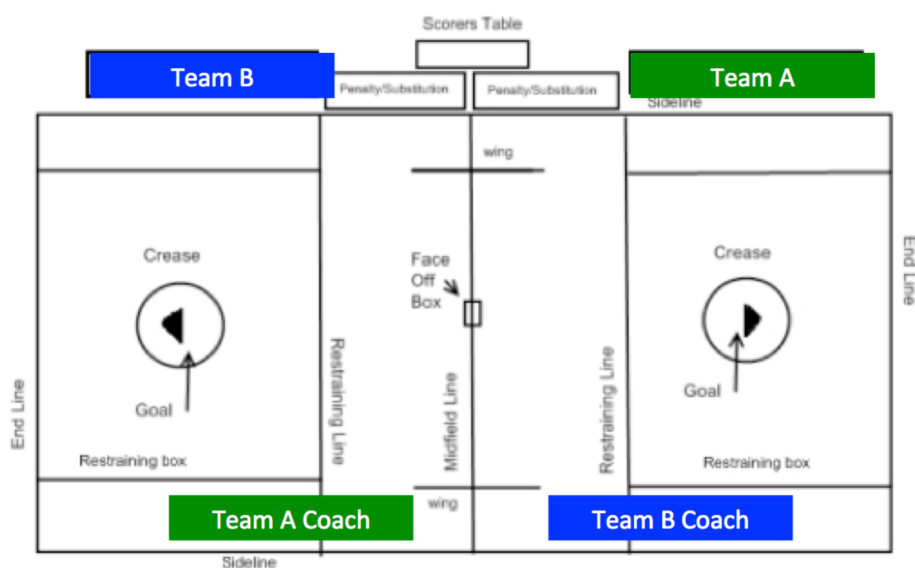 Scorers Table
Team B
Team A
Penalty/Substitution
Penalty/Substitution
Sideline
wing
Crease
Face
Off
Box
Crease
End Line
Restraining Line
Midfield Line
Restraining Line
End Line
Goal
Goal
Restraining box
Restraining box
Team A Coach
wing
Team B Coach
Sideline